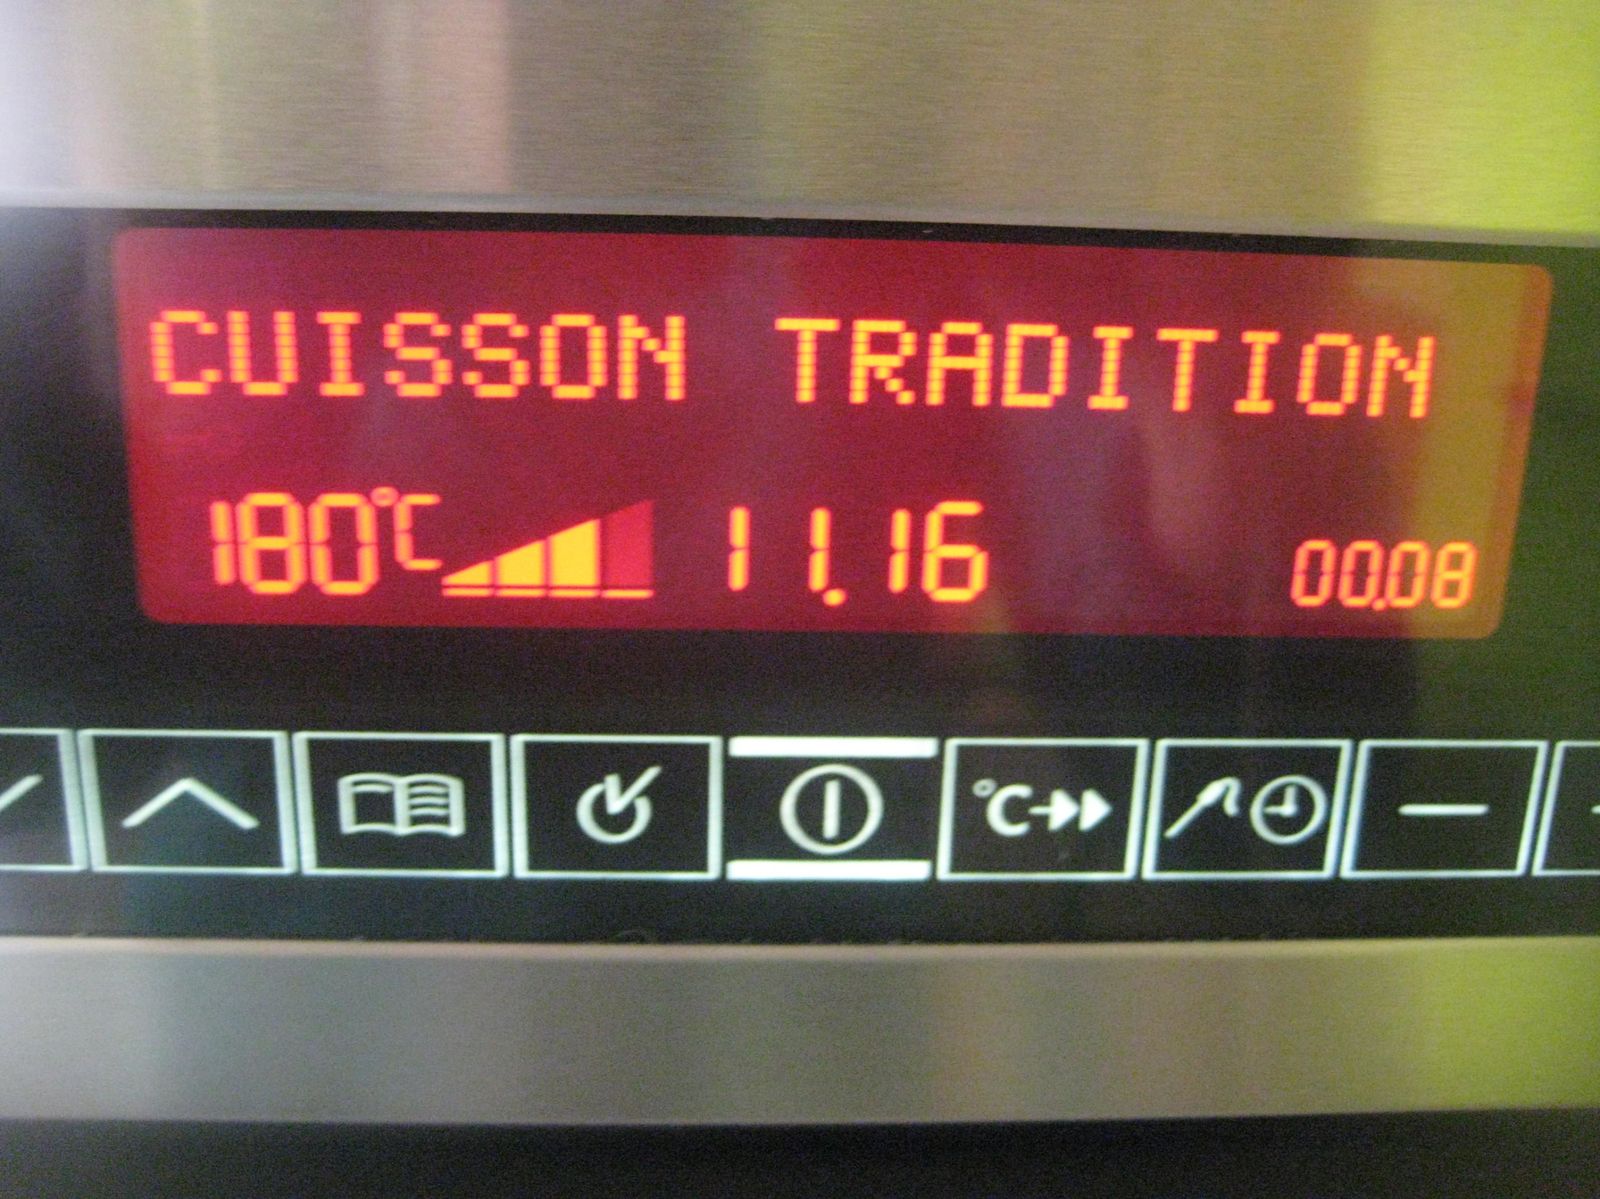 CUISSON TRADITION
180°C 11.16 00.08
°C